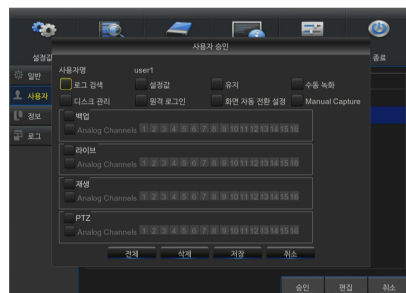 사용자 승인
설정값
종료
사용자명 user1
일반
로그 검색 설정값 유지 수동 녹화
사용자
디스크 관리 원격 로그인 화면 자동 전환 설정 Manual Capture
정보
백업
Analog Channels 1 2 3 4 5 6 7 8 9 10 11 12 13 14 15 16
로그
라이브
Analog Channels 1 2 3 4 5 6 7 8 9 10 11 12 13 14 15 16
재생
Analog Channels 1 2 3 4 5 6 7 8 9 10 11 12 13 14 15 16
PTZ
Analog Channels 1 2 3 4 5 6 7 8 9 10 11 12 13 14 15 16
전체 삭제 저장 취소
승인 편집 취소